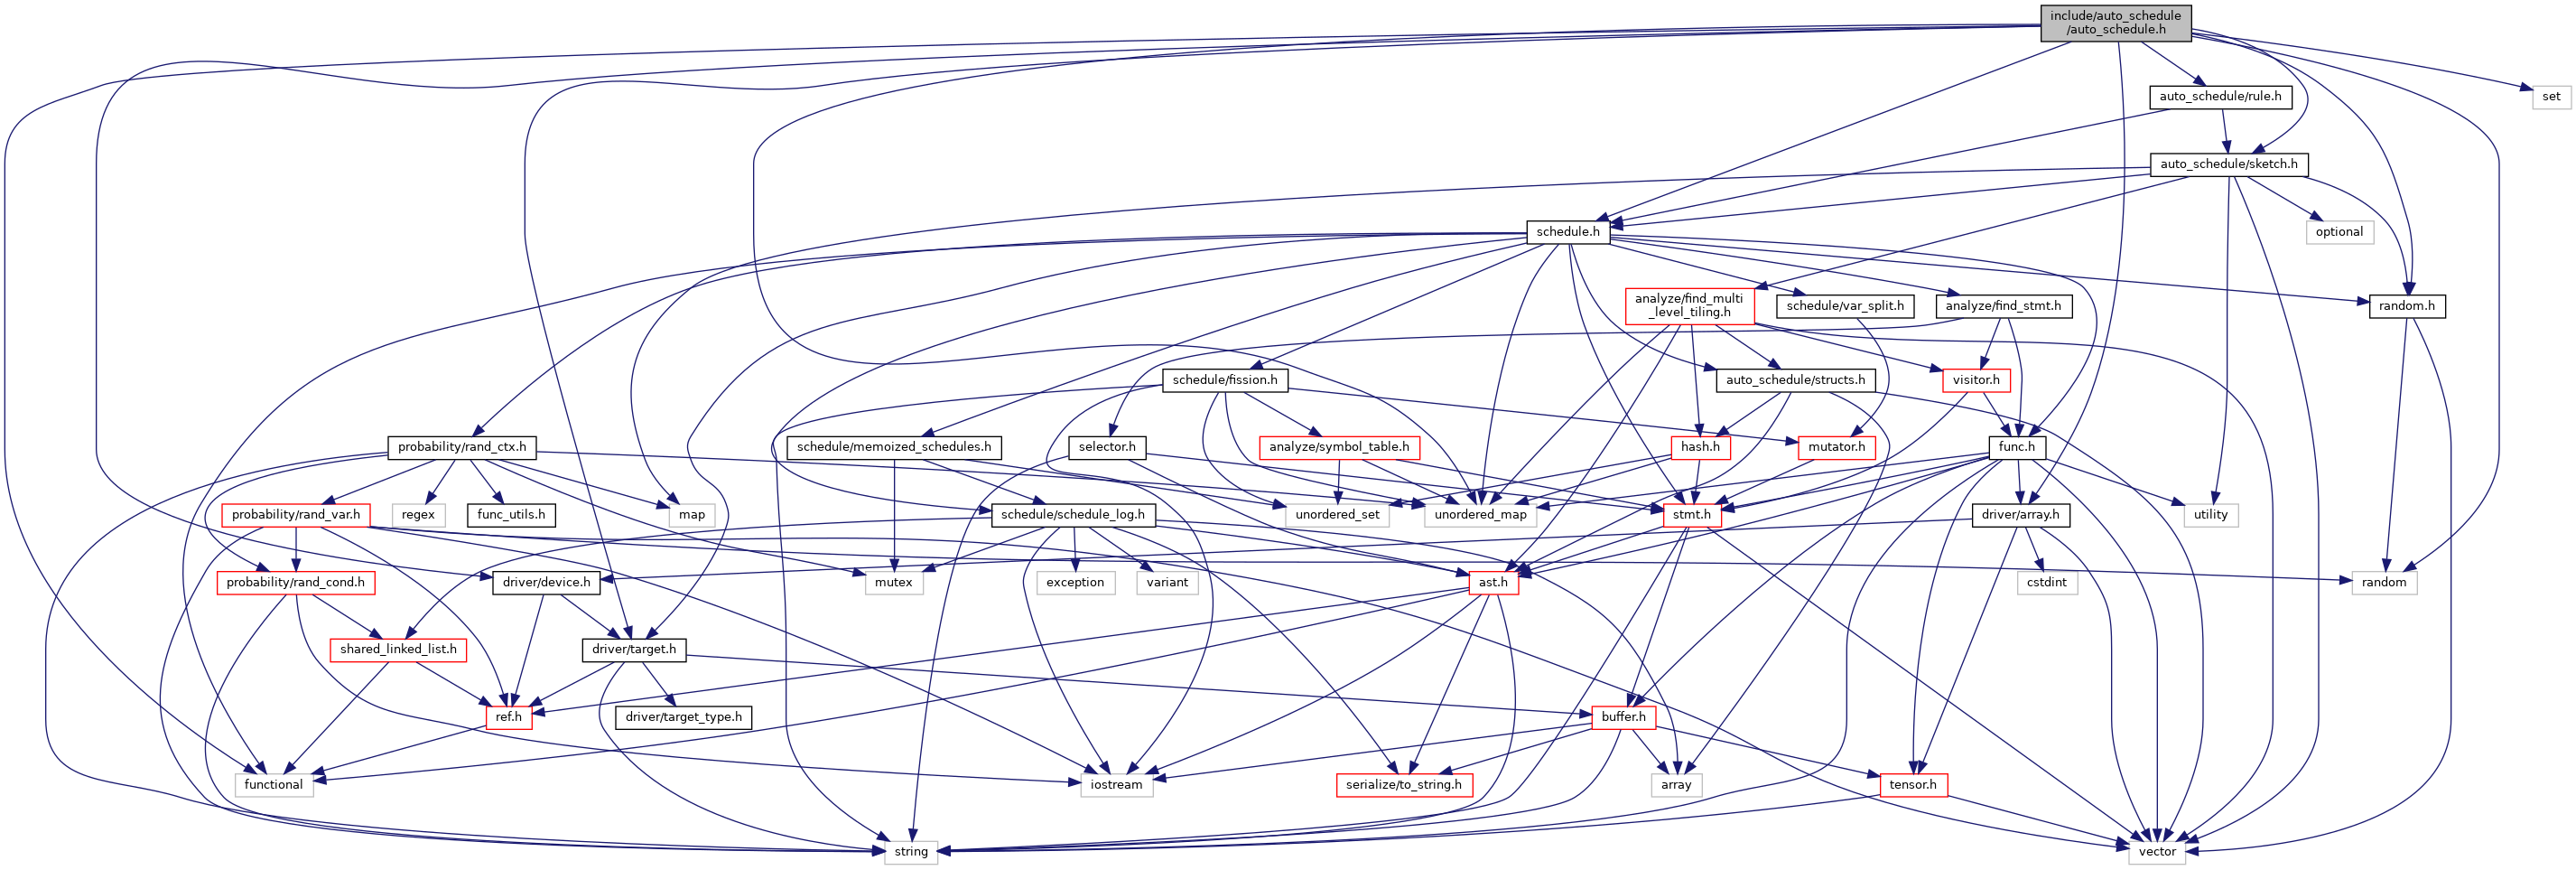 include/auto_schedule
/auto_schedule.h
auto_schedule/rule.h
set
auto_schedule/sketch.h
schedule.h
optional
analyze/find_multi
_level_tiling.h
schedule/var_split.h
analyze/find_stmt.h
random.h
schedule/fission.h
auto_schedule/structs.h
visitor.h
probability/rand_ctx.h
schedule/memoized_schedules.h
selector.h
analyze/symbol_table.h
hash.h
mutator.h
func.h
probability/rand_var.h
regex
func_utils.h
map
schedule/schedule_log.h
unordered_set
unordered_map
stmt.h
driver/array.h
utility
probability/rand_cond.h
driver/device.h
mutex
exception
variant
ast.h
cstdint
random
shared_linked_list.h
driver/target.h
ref.h
driver/target_type.h
buffer.h
functional
iostream
serialize/to_string.h
array
tensor.h
string
vector